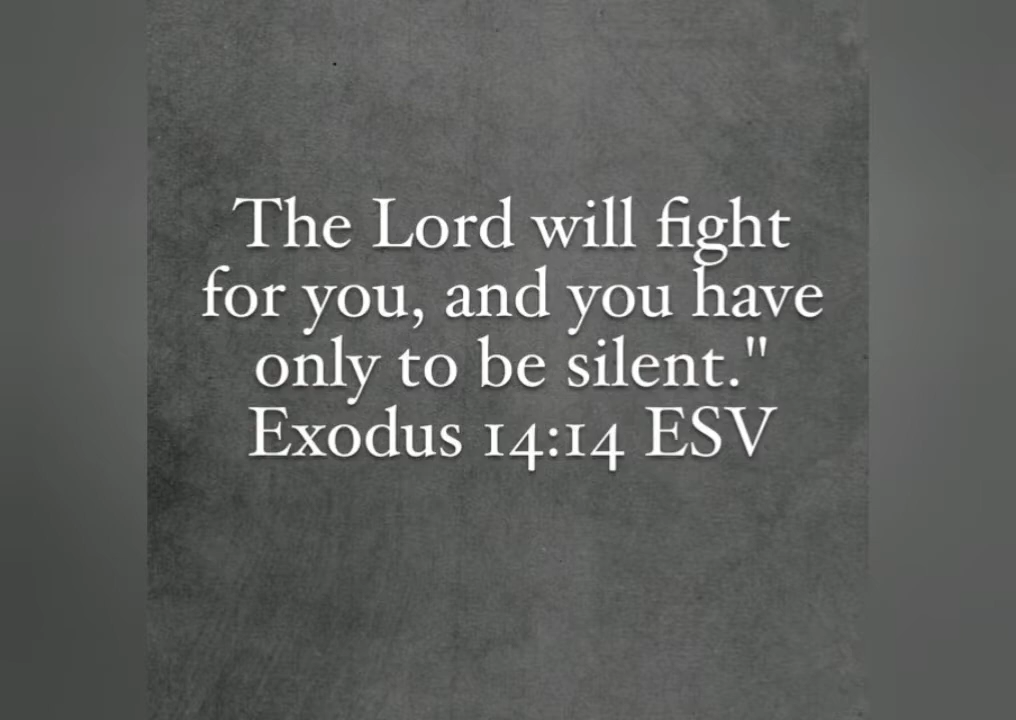 The Lord will fight
for you, and you have
only to be silent."
Exodus 14:14 ESV